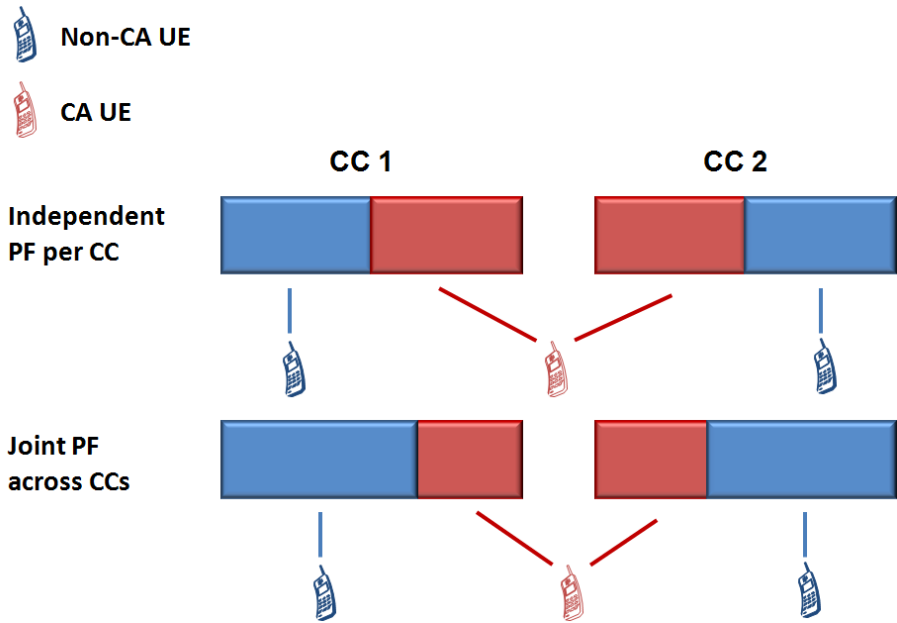 Non-CA UE
CA UE
CC 1
CC 2
Independent
PF per CC
Joint PF
across CCs